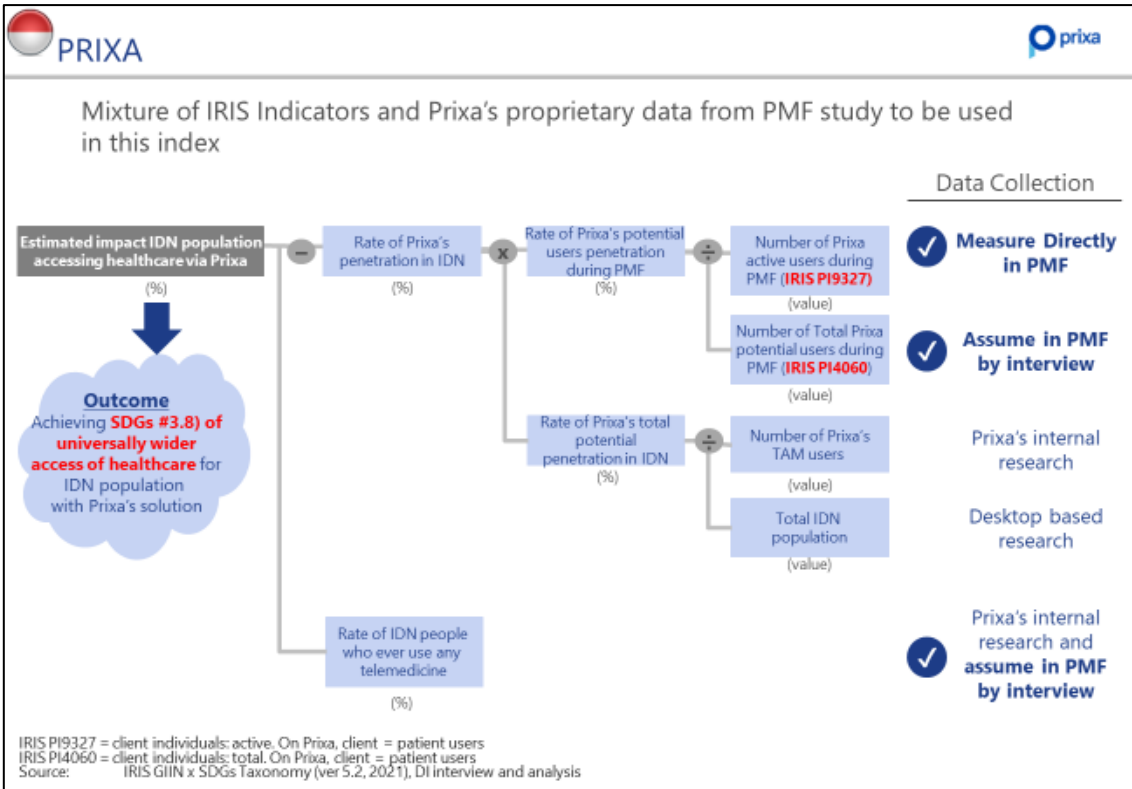 PRIXA
prixa
Mixture of IRIS Indicators and Prixa's proprietary data from PMF study to be used
in this index
Data Collection
Estimated impact IDN population
accessing healthcare via Prixa
(%)
−
Rate of Prixa's
penetration in IDN
(%)
x
Rate of Prixa's potential
users penetration
during PMF
(%)
÷
Number of Prixa
active users during
PMF (IRIS PI9327)
(value)
Measure Directly
in PMF
Number of Total Prixa
potential users during
PMF (IRIS PI4060)
(value)
Assume in PMF
by interview
Outcome
Achieving SDGs #3.8) of
universally wider
access of healthcare for
IDN population
with Prixa's solution
Rate of Prixa's total
potential
penetration in IDN
(%)
÷
Number of Prixa's
TAM users
(value)
Prixa's internal
research
Total IDN
population
(value)
Desktop based
research
Rate of IDN people
who ever use any
telemedicine
(%)
Prixa's internal
research and
assume in PMF
by interview
IRIS PI9327 = client individuals: active. On Prixa, client = patient users
IRIS PI4060 = client individuals: total. On Prixa, client = patient users
Source: IRIS GIIN x SDGs Taxonomy (ver 5.2, 2021), DI interview and analysis